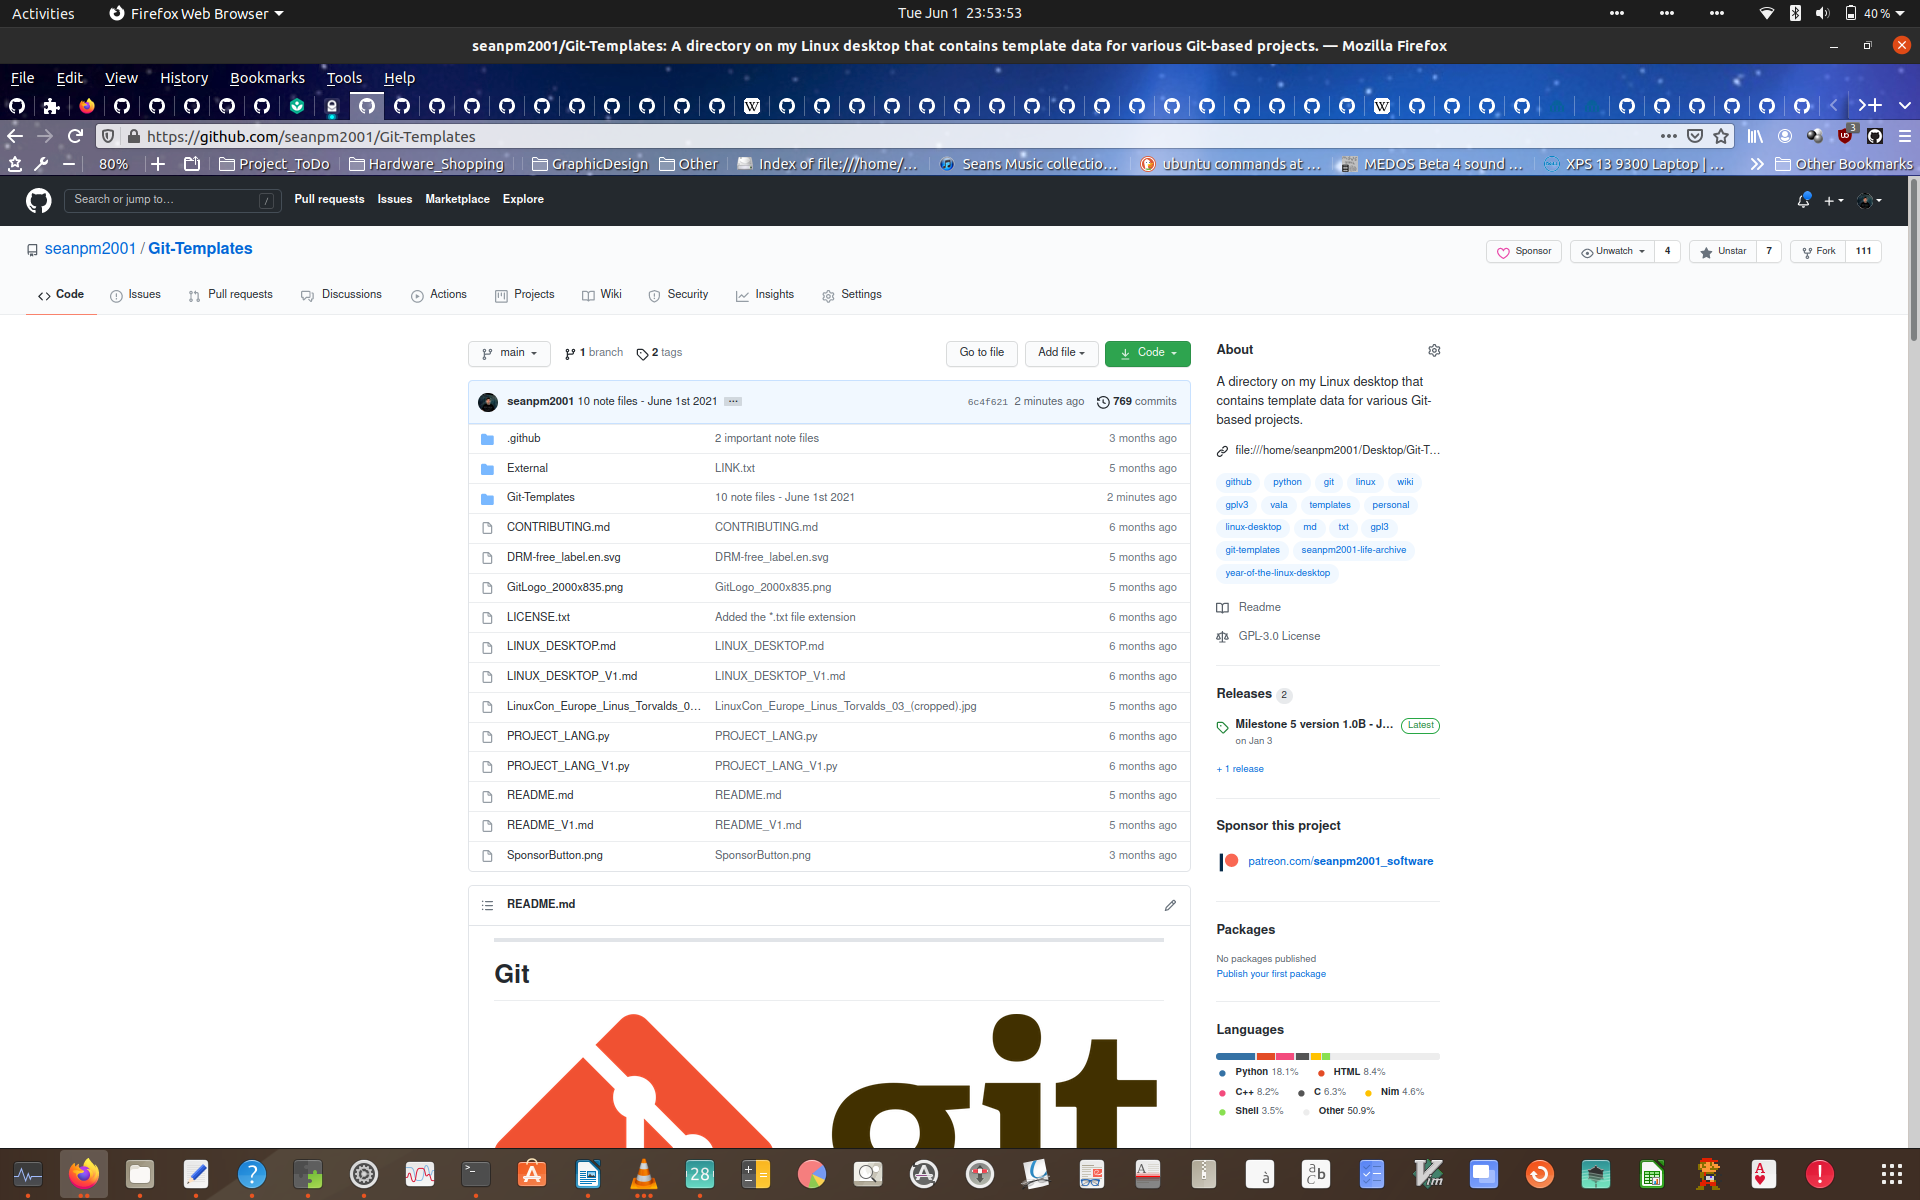 Activities Firefox Web Browser Tue Jun 1 23:53:53 40 %
seanpm2001/Git-Templates: A directory on my Linux desktop that contains template data for various Git-based projects. — Mozilla Firefox
File Edit View History Bookmarks Tools Help
https://github.com/seanpm2001/Git-Templates 3
80% Project_ToDo Hardware_Shopping GraphicDesign Other Index of file:///home/... Seans Music collectio... ubuntu commands at ... MEDOS Beta 4 sound ... XPS 13 9300 Laptop | ... Other Bookmarks
Search or jump to... / Pull requests Issues Marketplace Explore
seanpm2001 / Git-Templates Sponsor Unwatch 4 Unstar 7 Fork 111
Code Issues Pull requests Discussions Actions Projects Wiki Security Insights Settings
main 1 branch 2 tags Go to file Add file Code
seanpm2001 10 note files - June 1st 2021 ... 6c4f621 2 minutes ago 769 commits
.github 2 important note files 3 months ago
External LINK.txt 5 months ago
Git-Templates 10 note files - June 1st 2021 2 minutes ago
CONTRIBUTING.md CONTRIBUTING.md 6 months ago
DRM-free_label.en.svg DRM-free_label.en.svg 5 months ago
GitLogo_2000x835.png GitLogo_2000x835.png 5 months ago
LICENSE.txt Added the *.txt file extension 6 months ago
LINUX_DESKTOP.md LINUX_DESKTOP.md 6 months ago
LINUX_DESKTOP_V1.md LINUX_DESKTOP_V1.md 6 months ago
LinuxCon_Europe_Linus_Torvalds_0... LinuxCon_Europe_Linus_Torvalds_03_(cropped).jpg 5 months ago
PROJECT_LANG.py PROJECT_LANG.py 6 months ago
PROJECT_LANG_V1.py PROJECT_LANG_V1.py 6 months ago
README.md README.md 5 months ago
README_V1.md README_V1.md 5 months ago
SponsorButton.png SponsorButton.png 3 months ago
README.md
Git
git
About
A directory on my Linux desktop that
contains template data for various Git-
based projects.
file:///home/seanpm2001/Desktop/Git-T...
github python git linux wiki
gplv3 vala templates personal
linux-desktop md txt gpl3
git-templates seanpm2001-life-archive
year-of-the-linux-desktop
Readme
GPL-3.0 License
Releases 2
Milestone 5 version 1.0B - J... Latest
on Jan 3
+ 1 release
Sponsor this project
patreon.com/seanpm2001_software
Packages
No packages published
Publish your first package
Languages
Python 18.1% HTML 8.4%
C++ 8.2% C 6.3% Nim 4.6%
Shell 3.5% Other 50.9%
28